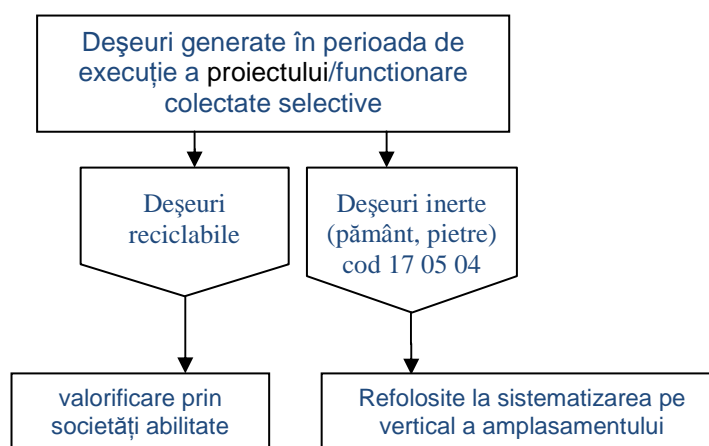 Deşeuri generate în perioada de
execuție a proiectului/functionare
colectate selective
Deşeuri
reciclabile
Deşeuri inerte
(pământ, pietre)
cod 17 05 04
valorificare prin
societăți abilitate
Refolosite la sistematizarea pe
vertical a amplasamentului